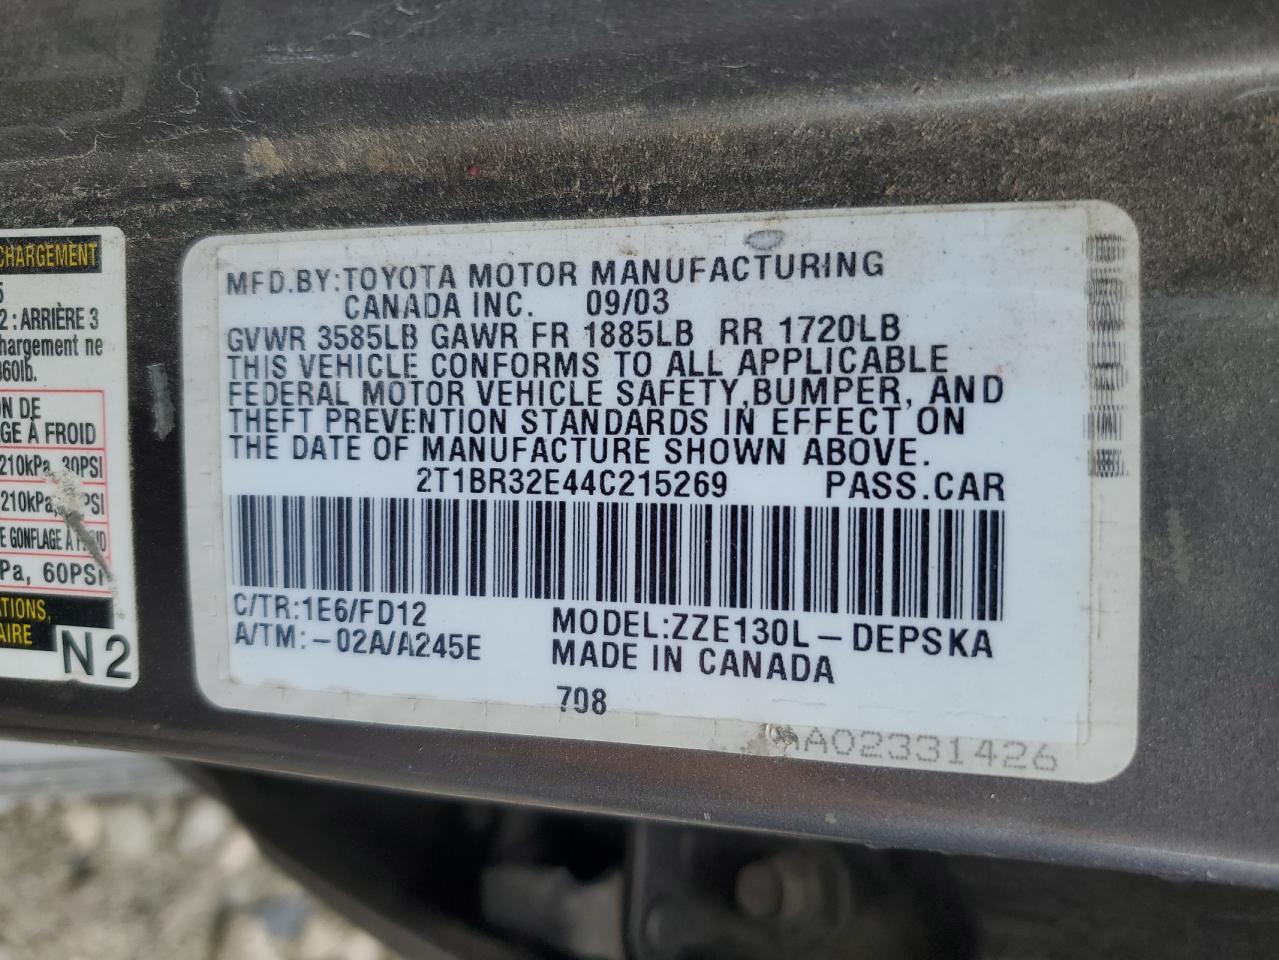 CHARGEMENT
5
2 : ARRIÈRE 3
hargement ne
360lb.
ON DE
GE À FROID
210kPa, 30PSI
210kPa, PSI
E GONFLAGE À
Pa, 60PSI
ATIONS,
AIRE
N2
MFD.BY:TOYOTA MOTOR MANUFACTURING
CANADA INC. 09/03
GVWR 3585LB GAWR FR 1885LB RR 1720LB
THIS VEHICLE CONFORMS TO ALL APPLICABLE
FEDERAL MOTOR VEHICLE SAFETY,BUMPER, AND
THEFT PREVENTION STANDARDS IN EFFECT ON
THE DATE OF MANUFACTURE SHOWN ABOVE.
2T1BR32E44C215269 PASS.CAR
C/TR:1E6/FD12
A/TM:-02A/A245E
MODEL:ZZE130L-DEPSKA
MADE IN CANADA
708
AA02331426